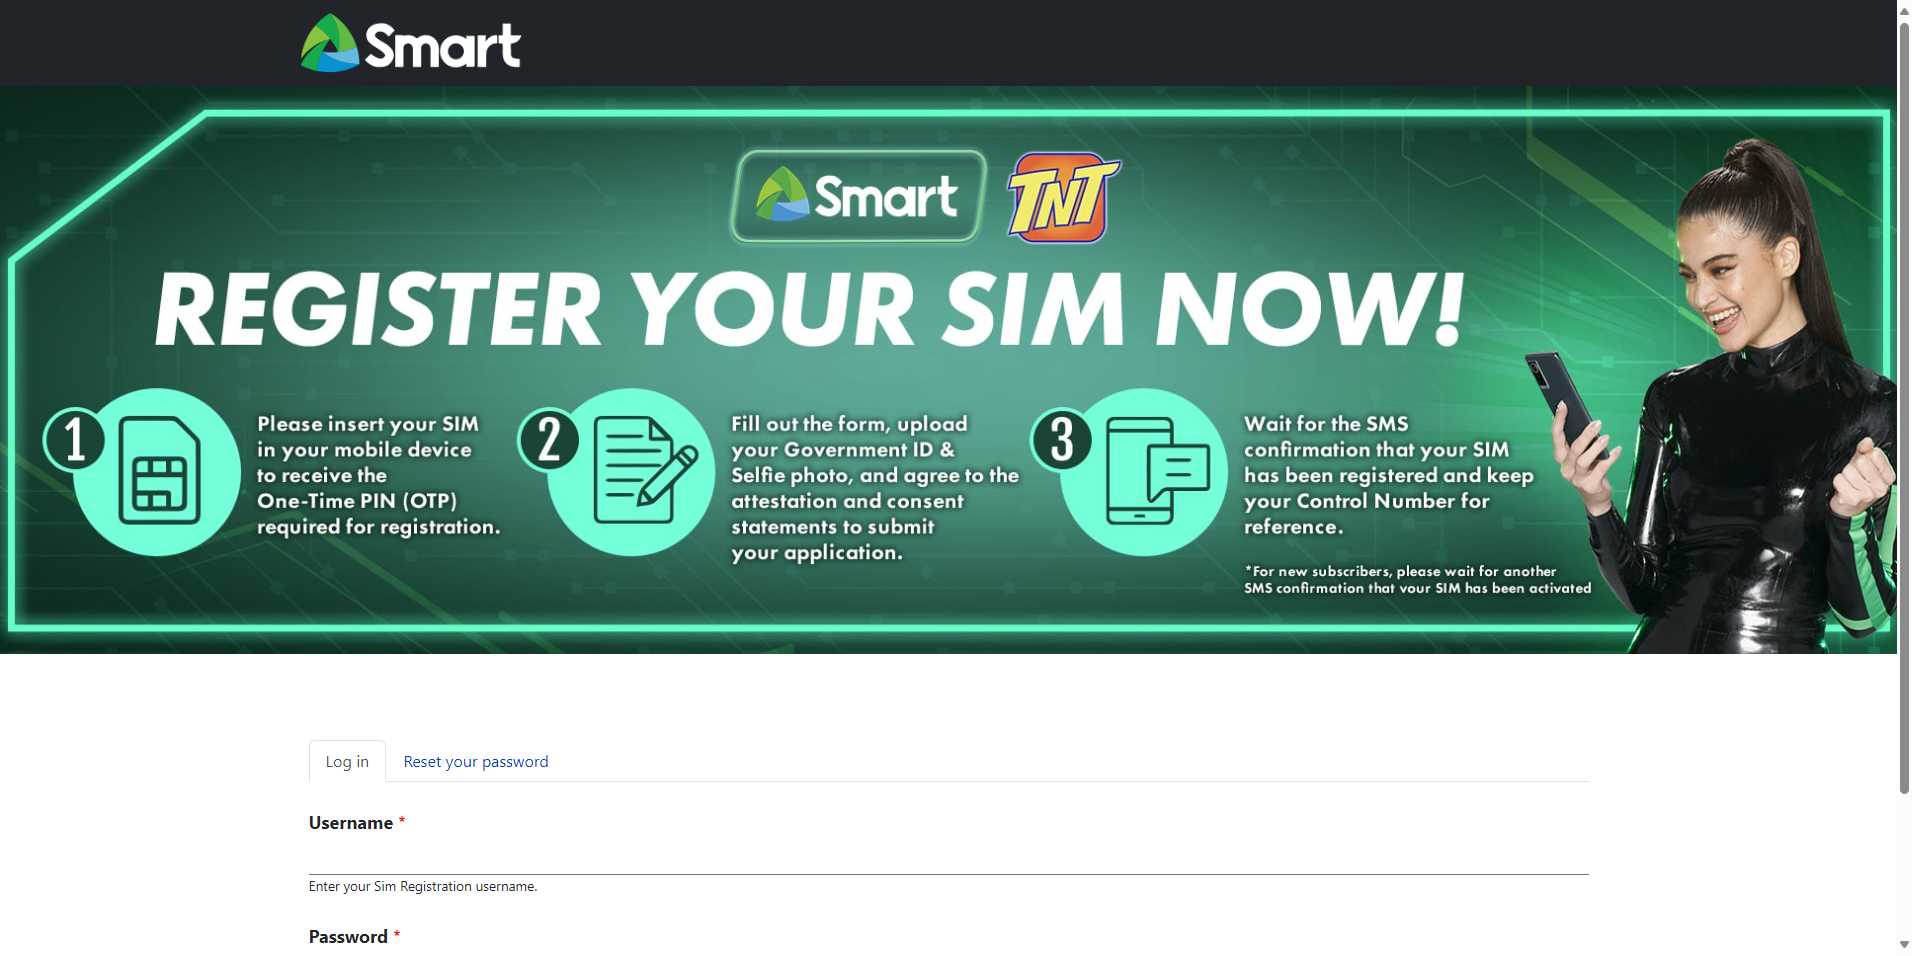 Smart
Smart TNT
REGISTER YOUR SIM NOW!
1
Please insert your SIM
in your mobile device
to receive the
One-Time PIN (OTP)
required for registration.
2
Fill out the form, upload
your Government ID &
Selfie photo, and agree to the
attestation and consent
statements to submit
your application.
3
Wait for the SMS
confirmation that your SIM
has been registered and keep
your Control Number for
reference.
*For new subscribers, please wait for another
SMS confirmation that your SIM has been activated
Log in Reset your password
Username *
Enter your Sim Registration username.
Password *